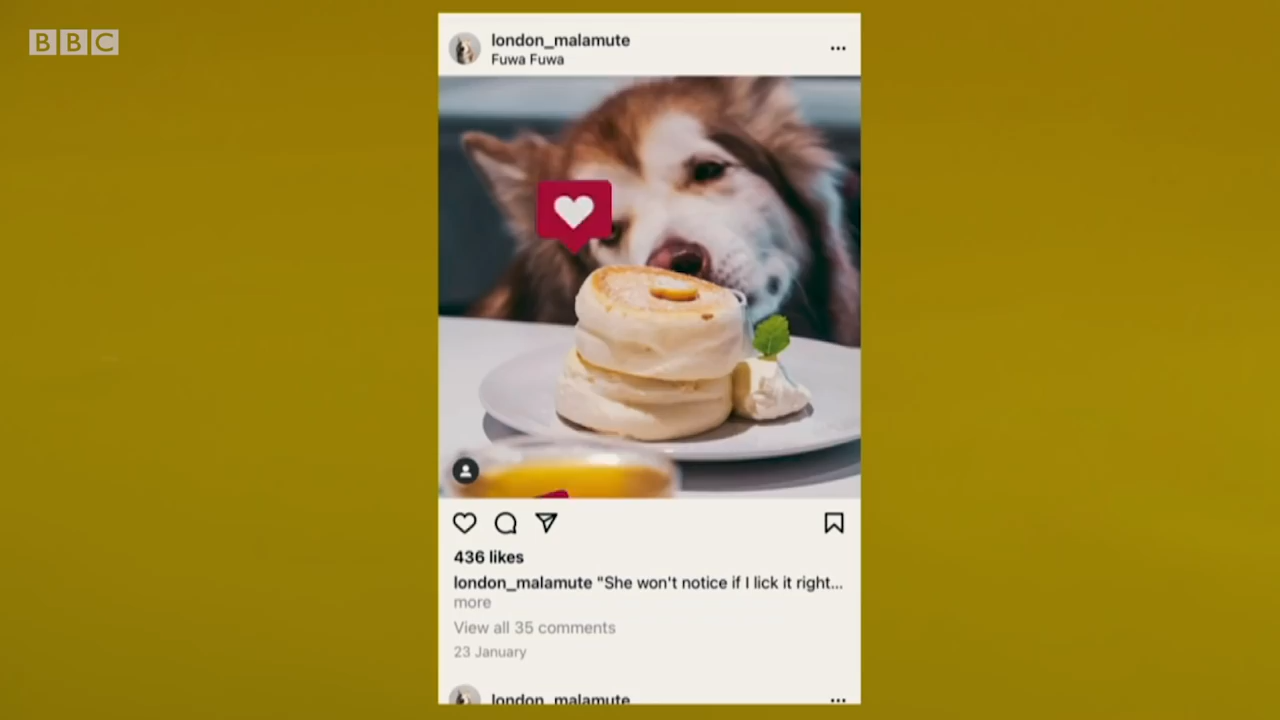 BBC
london_malamute
Fuwa Fuwa
436 likes
london_malamute "She won't notice if I lick it right...
more
View all 35 comments
23 January
london_malamute